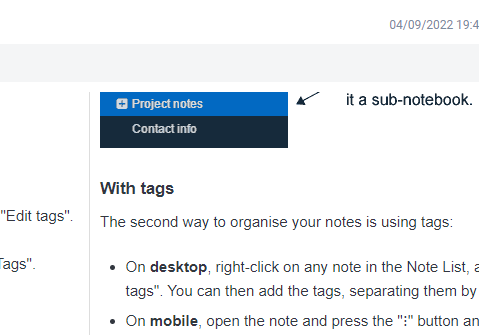 04/09/2022 19:4
it a sub-notebook.
Project notes
Contact info
With tags
"Edit tags".
The second way to organise your notes is using tags:
Tags".
On desktop, right-click on any note in the Note List, a
tags". You can then add the tags, separating them by
On mobile, open the note and press the "⋮" button an